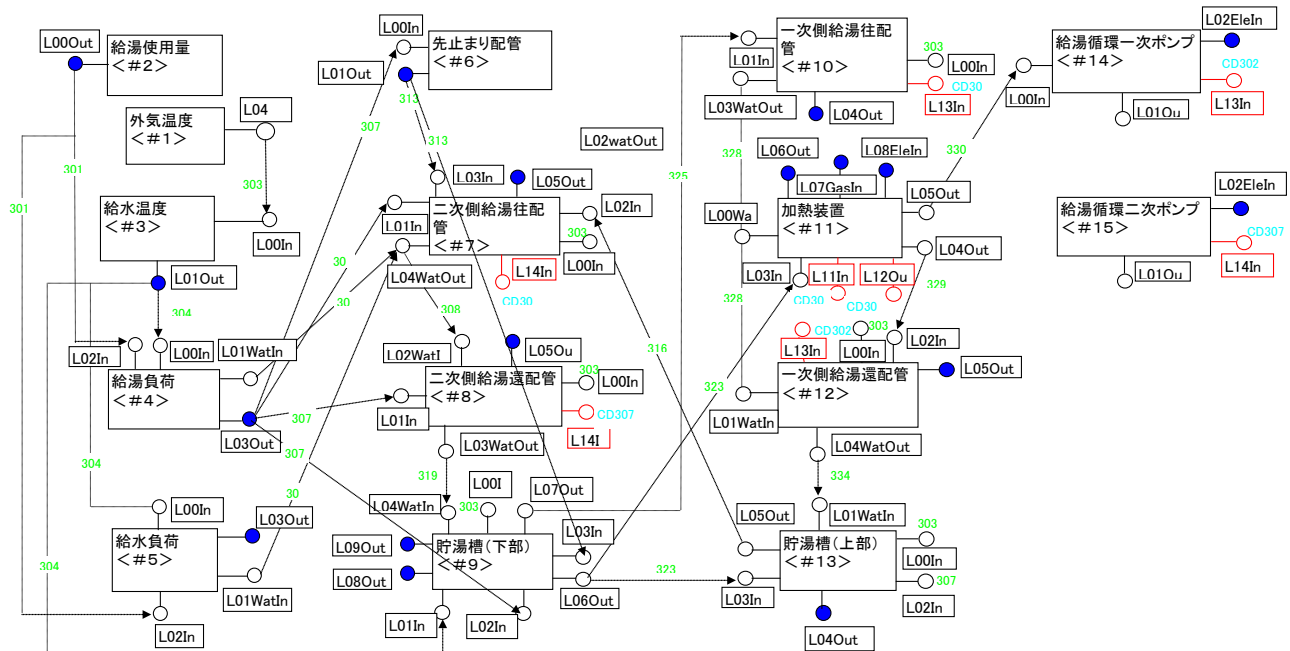 L00Out
給湯使用量
<#2>
L04
外気温度
<#1>
301
301
303
給水温度
<#3>
L00In
L01Out
304
L02In
L00In
L01WatIn
給湯負荷
<#4>
L03Out
304
L00In
L03Out
給水負荷
<#5>
L01WatIn
304
L02In
L00In
先止まり配管
<#6>
L01Out
313
307
313
L02watOut
L03In
L05Out
L01In
二次側給湯往配
管
<#7>
L02In
303
L00In
L04WatOut
L14In
CD30
30
30
308
L02WatI
L05Ou
316
二次側給湯還配管
<#8>
303
L00In
CD307
L14I
307
L01In
L03WatOut
307
30
319
L00I
L07Out
L04WatIn
303
L03In
L09Out
貯湯槽(下部)
<#9>
L08Out
L06Out
323
L01In
L02In
一次側給湯往配
管
<#10>
303
L00In
L01In
CD30
L13In
L03WatOut
L04Out
328
325
L06Out
L08EleIn
L07GasIn
L05Out
330
L00Wa
加熱装置
<#11>
L04Out
L03In
L11In
L12Ou
CD30
CD30
329
328
CD302
303
L13In
L00In
L02In
323
一次側給湯還配管
<#12>
L05Out
L01WatIn
L04WatOut
334
L05Out
L01WatIn
303
貯湯槽(上部)
<#13>
L00In
307
L03In
L02In
L04Out
L02EleIn
給湯循環一次ポンプ
<#14>
CD302
L13In
L00In
L01Ou
L02EleIn
給湯循環二次ポンプ
<#15>
CD307
L14In
L01Ou